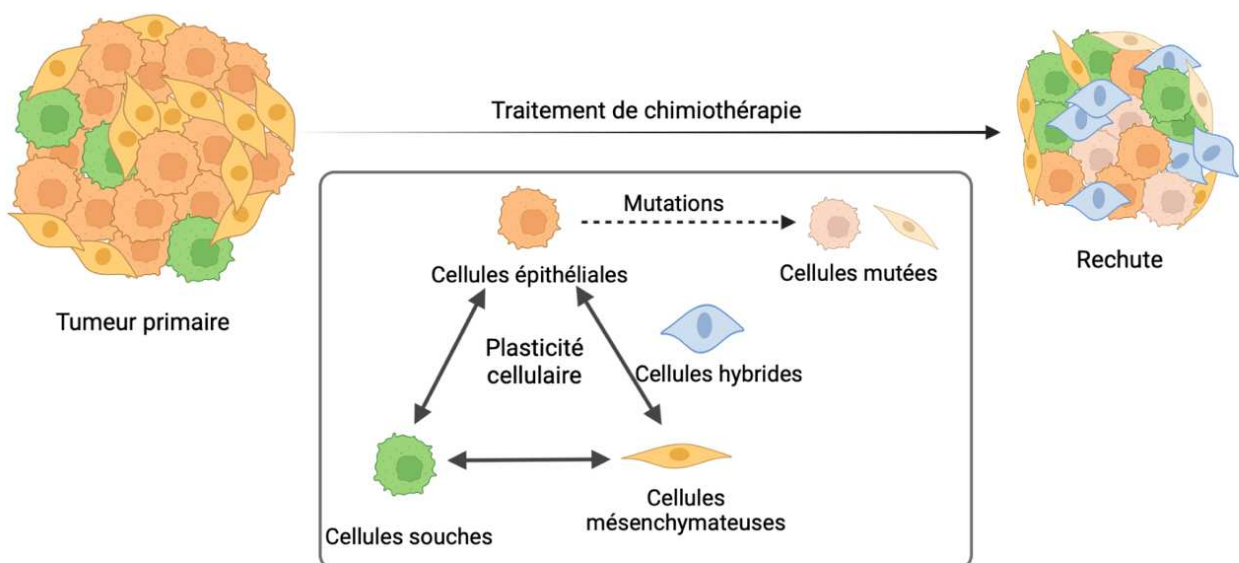 Traitement de chimiothérapie
Tumeur primaire
Rechute
Mutations
Cellules épithéliales
Cellules mutées
Plasticité
cellulaire
Cellules hybrides
Cellules souches
Cellules
mésenchymateuses